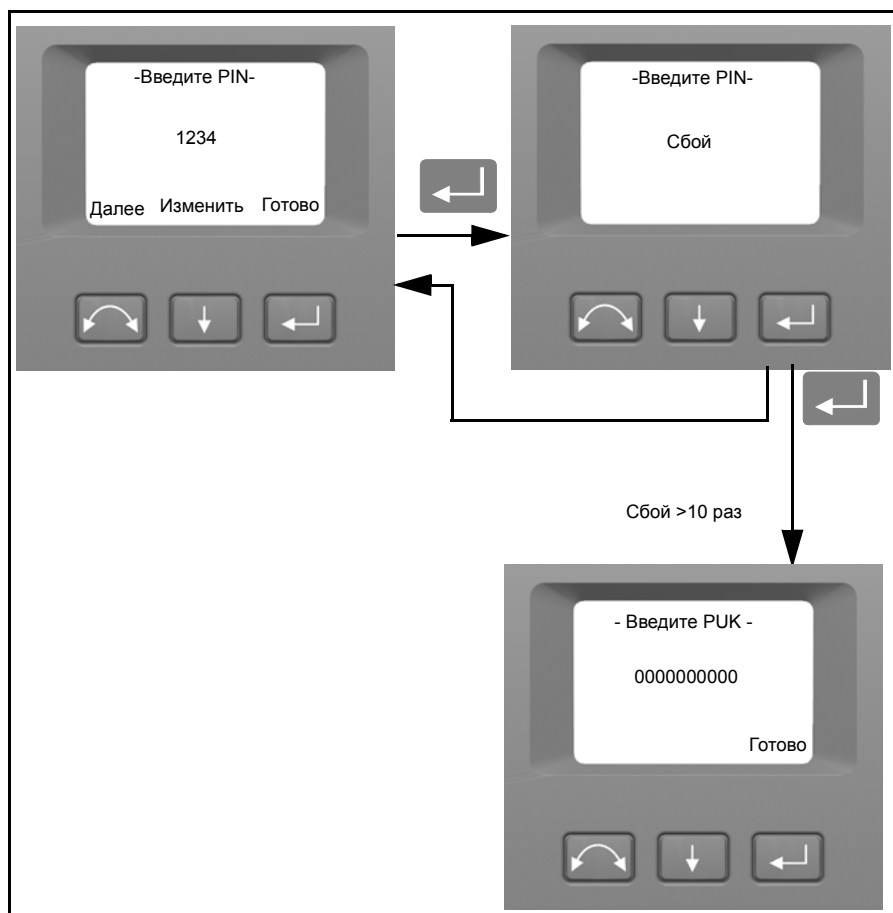 -Введите PIN-
1234
Далее Изменить Готово
-Введите PIN-
Сбой
Сбой >10 раз
- Введите PUK -
0000000000
Готово